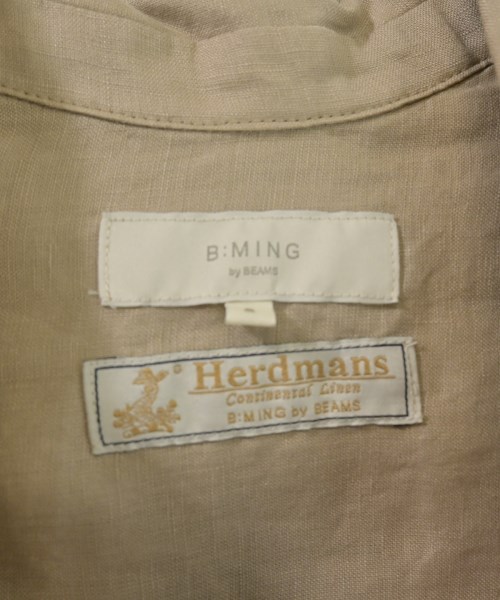 B:MING
by BEAMS
® Herdmans
Continental Linen
B:MING by BEAMS